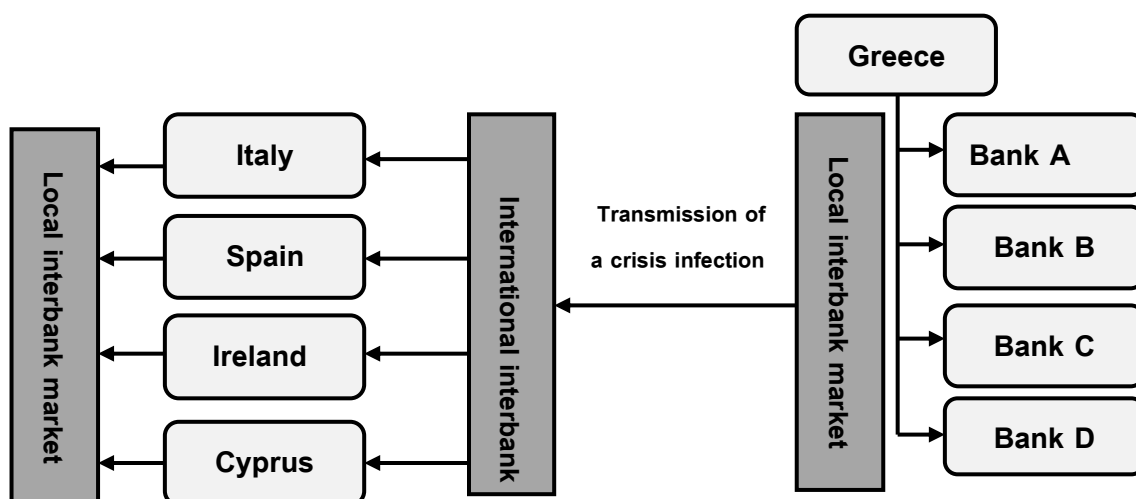 Greece
Italy
Bank A
Local interbank market
International interbank
Local interbank market
Transmission of
a crisis infection
Spain
Bank B
Ireland
Bank C
Cyprus
Bank D